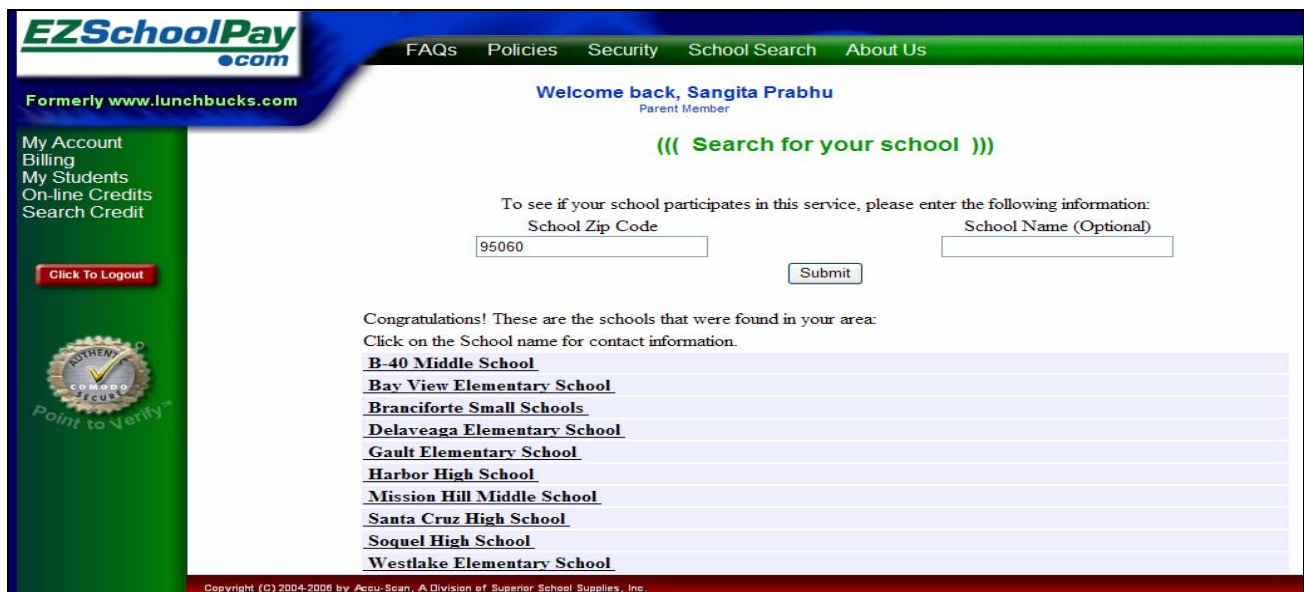 EZSchoolPay
.com
FAQs Policies Security School Search About Us
Formerly www.lunchbucks.com
Welcome back, Sangita Prabhu
Parent Member
My Account
Billing
My Students
On-line Credits
Search Credit
Click To Logout
AUTHENTIC
COMODO
SECURE
Point to Verify™
((( Search for your school )))
To see if your school participates in this service, please enter the following information:
School Zip Code School Name (Optional)
95060
Submit
Congratulations! These are the schools that were found in your area:
Click on the School name for contact information.
B-40 Middle School
Bay View Elementary School
Branciforte Small Schools
Delaveaga Elementary School
Gault Elementary School
Harbor High School
Mission Hill Middle School
Santa Cruz High School
Soquel High School
Westlake Elementary School
Copyright (C) 2004-2006 by Accu-Scan, A Division of Superior School Supplies, Inc.